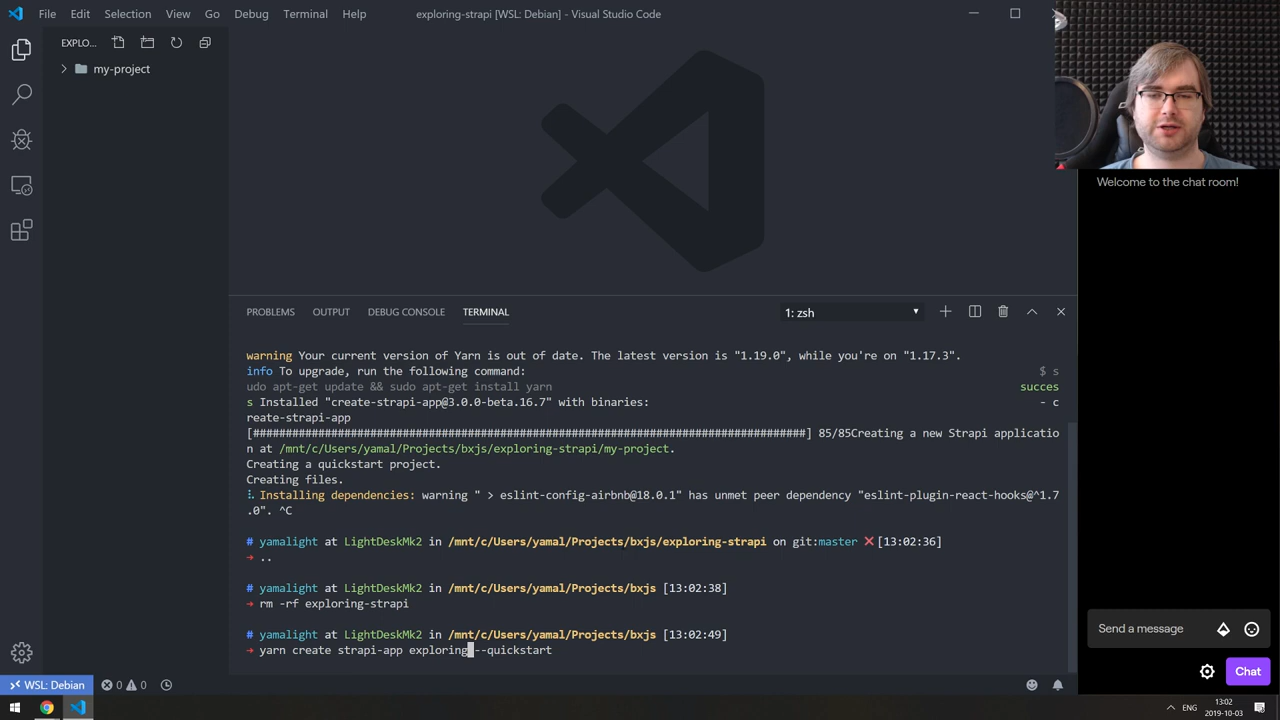 File Edit Selection View Go Debug Terminal Help
exploring-strapi [WSL: Debian] - Visual Studio Code
EXPLO...
my-project
Welcome to the chat room!
PROBLEMS OUTPUT DEBUG CONSOLE TERMINAL
1: zsh
warning Your current version of Yarn is out of date. The latest version is "1.19.0", while you're on "1.17.3".
info To upgrade, run the following command: $ s
udo apt-get update && sudo apt-get install yarn succes
s Installed "create-strapi-app@3.0.0-beta.16.7" with binaries: - c
reate-strapi-app
[#####################################################################################] 85/85Creating a new Strapi applicatio
n at /mnt/c/Users/yamal/Projects/bxjs/exploring-strapi/my-project.
Creating a quickstart project.
Creating files.
⠧ Installing dependencies: warning " > eslint-config-airbnb@18.0.1" has unmet peer dependency "eslint-plugin-react-hooks@^1.7
.0". ^C
# yamalight at LightDeskMk2 in /mnt/c/Users/yamal/Projects/bxjs/exploring-strapi on git:master ❌ [13:02:36]
→ ..
# yamalight at LightDeskMk2 in /mnt/c/Users/yamal/Projects/bxjs [13:02:38]
→ rm -rf exploring-strapi
# yamalight at LightDeskMk2 in /mnt/c/Users/yamal/Projects/bxjs [13:02:49]
→ yarn create strapi-app exploring --quickstart
Send a message
Chat
WSL: Debian 0 0
ENG
13:02
2019-10-03